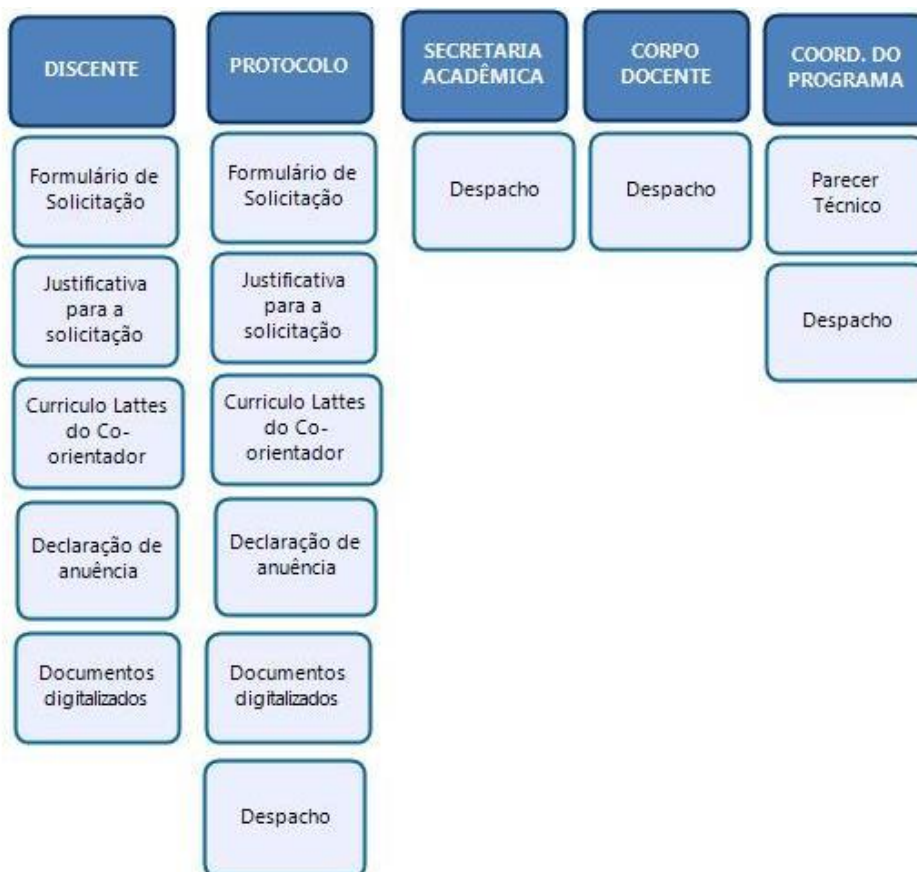 DISCENTE
Formulário de
Solicitação
Justificativa
para a
solicitação
Curriculo Lattes
do Co-
orientador
Declaração de
anuência
Documentos
digitalizados
PROTOCOLO
Formulário de
Solicitação
Justificativa
para a
solicitação
Curriculo Lattes
do Co-
orientador
Declaração de
anuência
Documentos
digitalizados
Despacho
SECRETARIA
ACADÊMICA
Despacho
CORPO
DOCENTE
Despacho
COORD. DO
PROGRAMA
Parecer
Técnico
Despacho